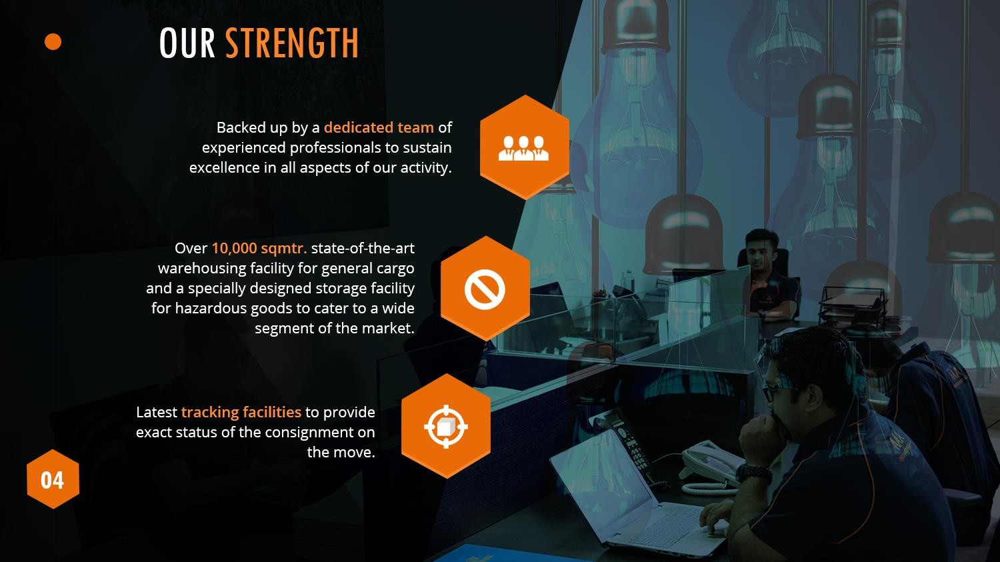 OUR STRENGTH
Backed up by a dedicated team of
experienced professionals to sustain
excellence in all aspects of our activity.
Over 10,000 sqmtr. state-of-the-art
warehousing facility for general cargo
and a specially designed storage facility
for hazardous goods to cater to a wide
segment of the market.
Latest tracking facilities to provide
exact status of the consignment on
the move.
04